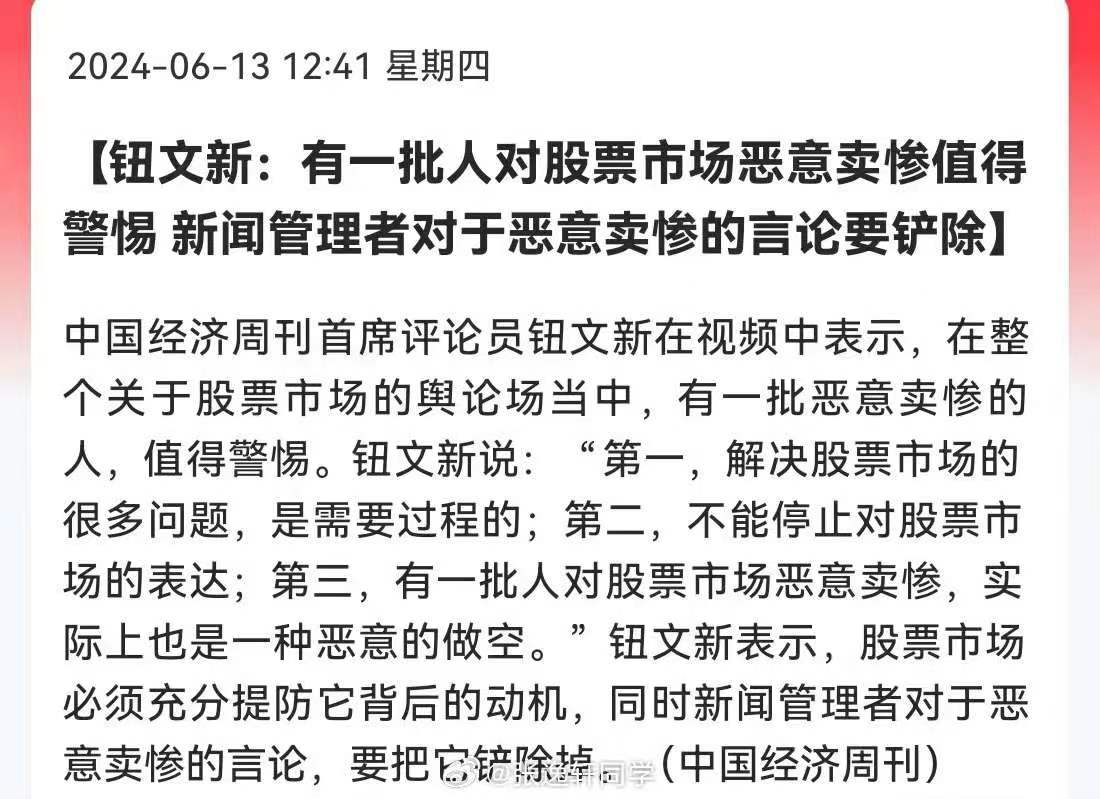 2024-06-13 12:41 星期四
【钮文新：有一批人对股票市场恶意卖惨值得
警惕 新闻管理者对于恶意卖惨的言论要铲除】
中国经济周刊首席评论员钮文新在视频中表示，在整
个关于股票市场的舆论场当中，有一批恶意卖惨的
人，值得警惕。钮文新说：“第一，解决股票市场的
很多问题，是需要过程的；第二，不能停止对股票市
场的表达；第三，有一批人对股票市场恶意卖惨，实
际上也是一种恶意的做空。”钮文新表示，股票市场
必须充分提防它背后的动机，同时新闻管理者对于恶
意卖惨的言论，要把它铲除掉。（中国经济周刊）
@张逸轩同学